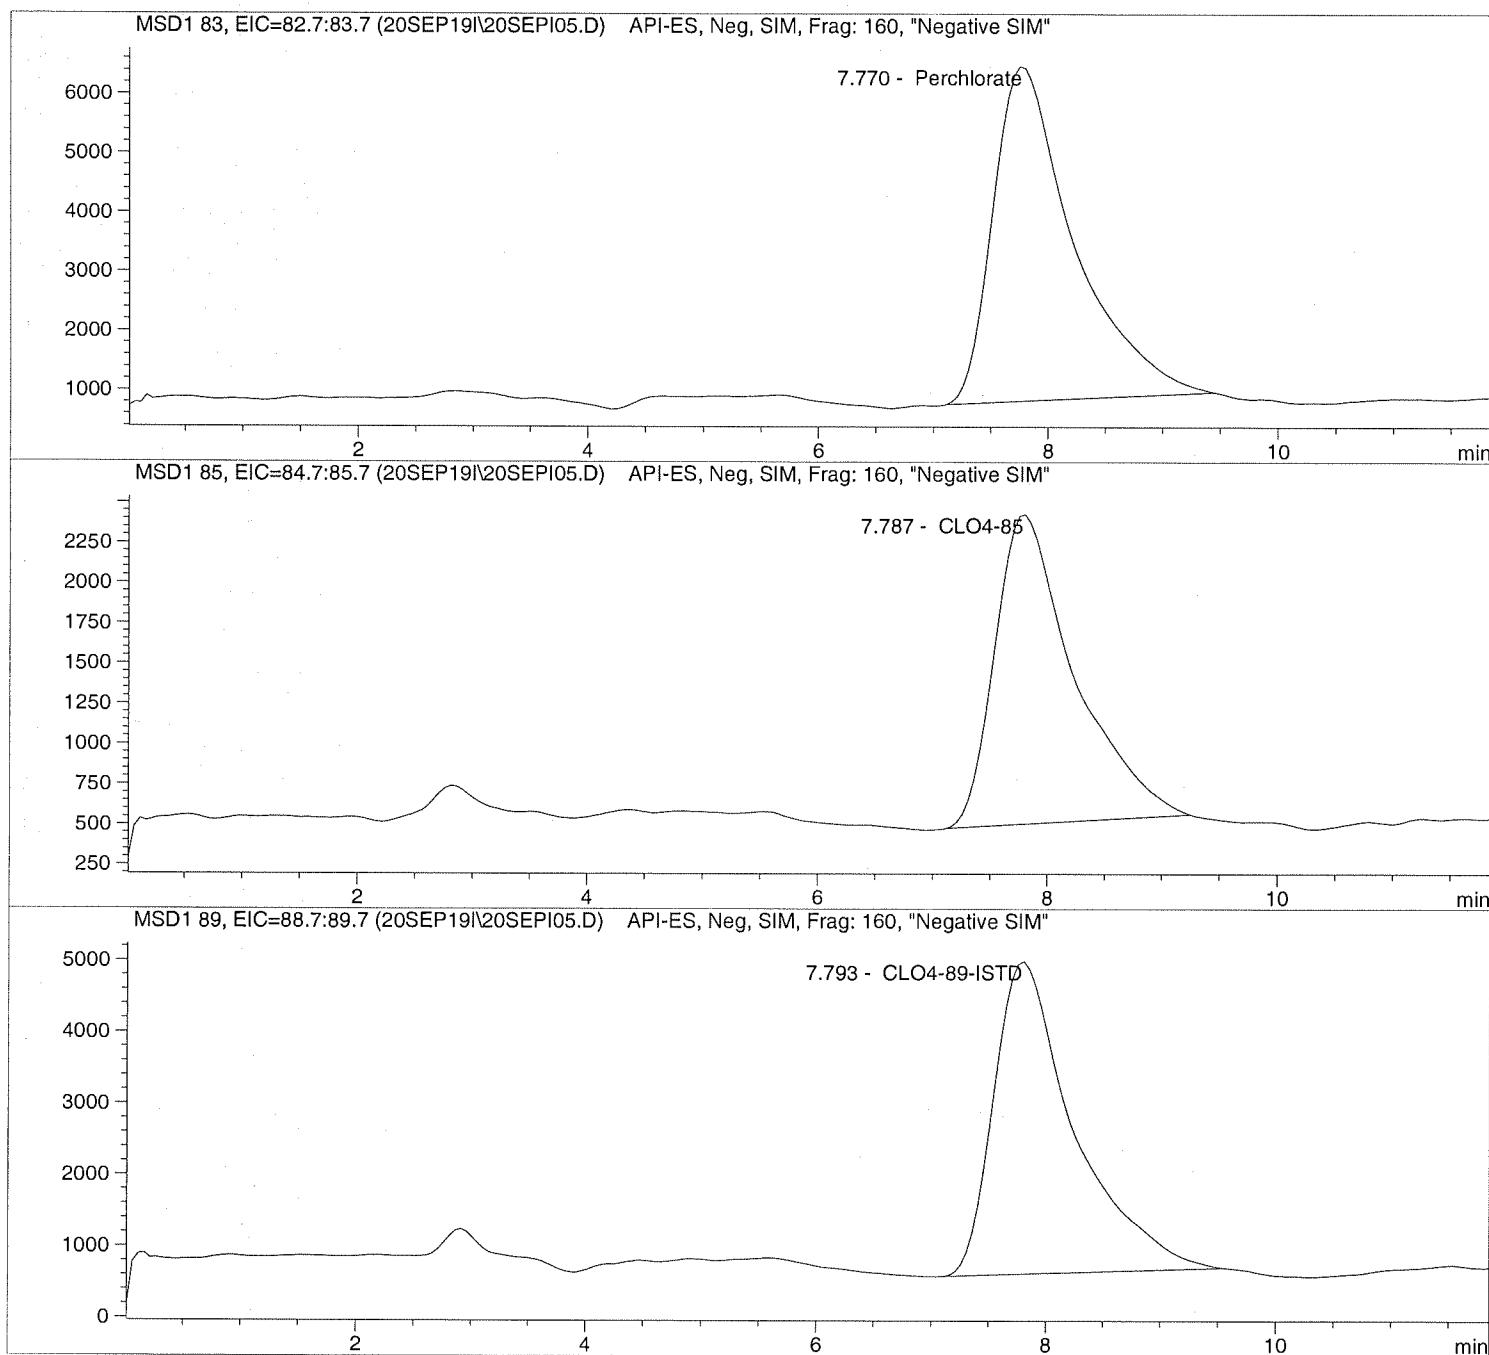 MSD1 83, EIC=82.7:83.7 (20SEP19I\20SEPI05.D) API-ES, Neg, SIM, Frag: 160, "Negative SIM"
7.770 - Perchlorate
6000
5000
4000
3000
2000
1000
2 4 6 8 10 min
MSD1 85, EIC=84.7:85.7 (20SEP19I\20SEPI05.D) API-ES, Neg, SIM, Frag: 160, "Negative SIM"
7.787 - CLO4-85
2250
2000
1750
1500
1250
1000
750
500
250
2 4 6 8 10 min
MSD1 89, EIC=88.7:89.7 (20SEP19I\20SEPI05.D) API-ES, Neg, SIM, Frag: 160, "Negative SIM"
7.793 - CLO4-89-ISTD
5000
4000
3000
2000
1000
0
2 4 6 8 10 min